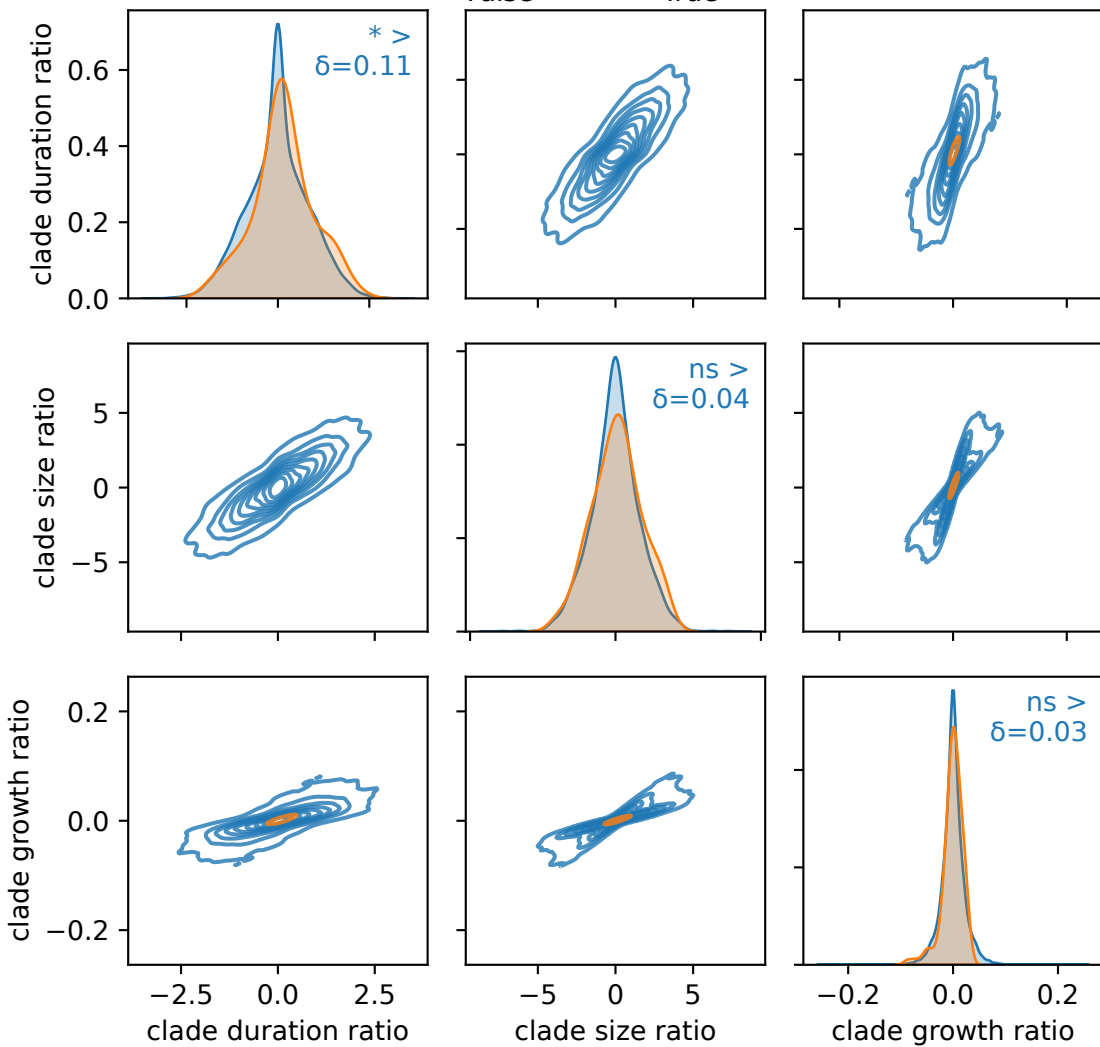 clade duration ratio
0.6
0.4
0.2
0.0
* >
δ=0.11
clade size ratio
5
0
−5
ns >
δ=0.04
clade growth ratio
0.2
0.0
−0.2
ns >
δ=0.03
−2.5 0.0 2.5
−5 0 5
−0.2 0.0 0.2
clade duration ratio
clade size ratio
clade growth ratio